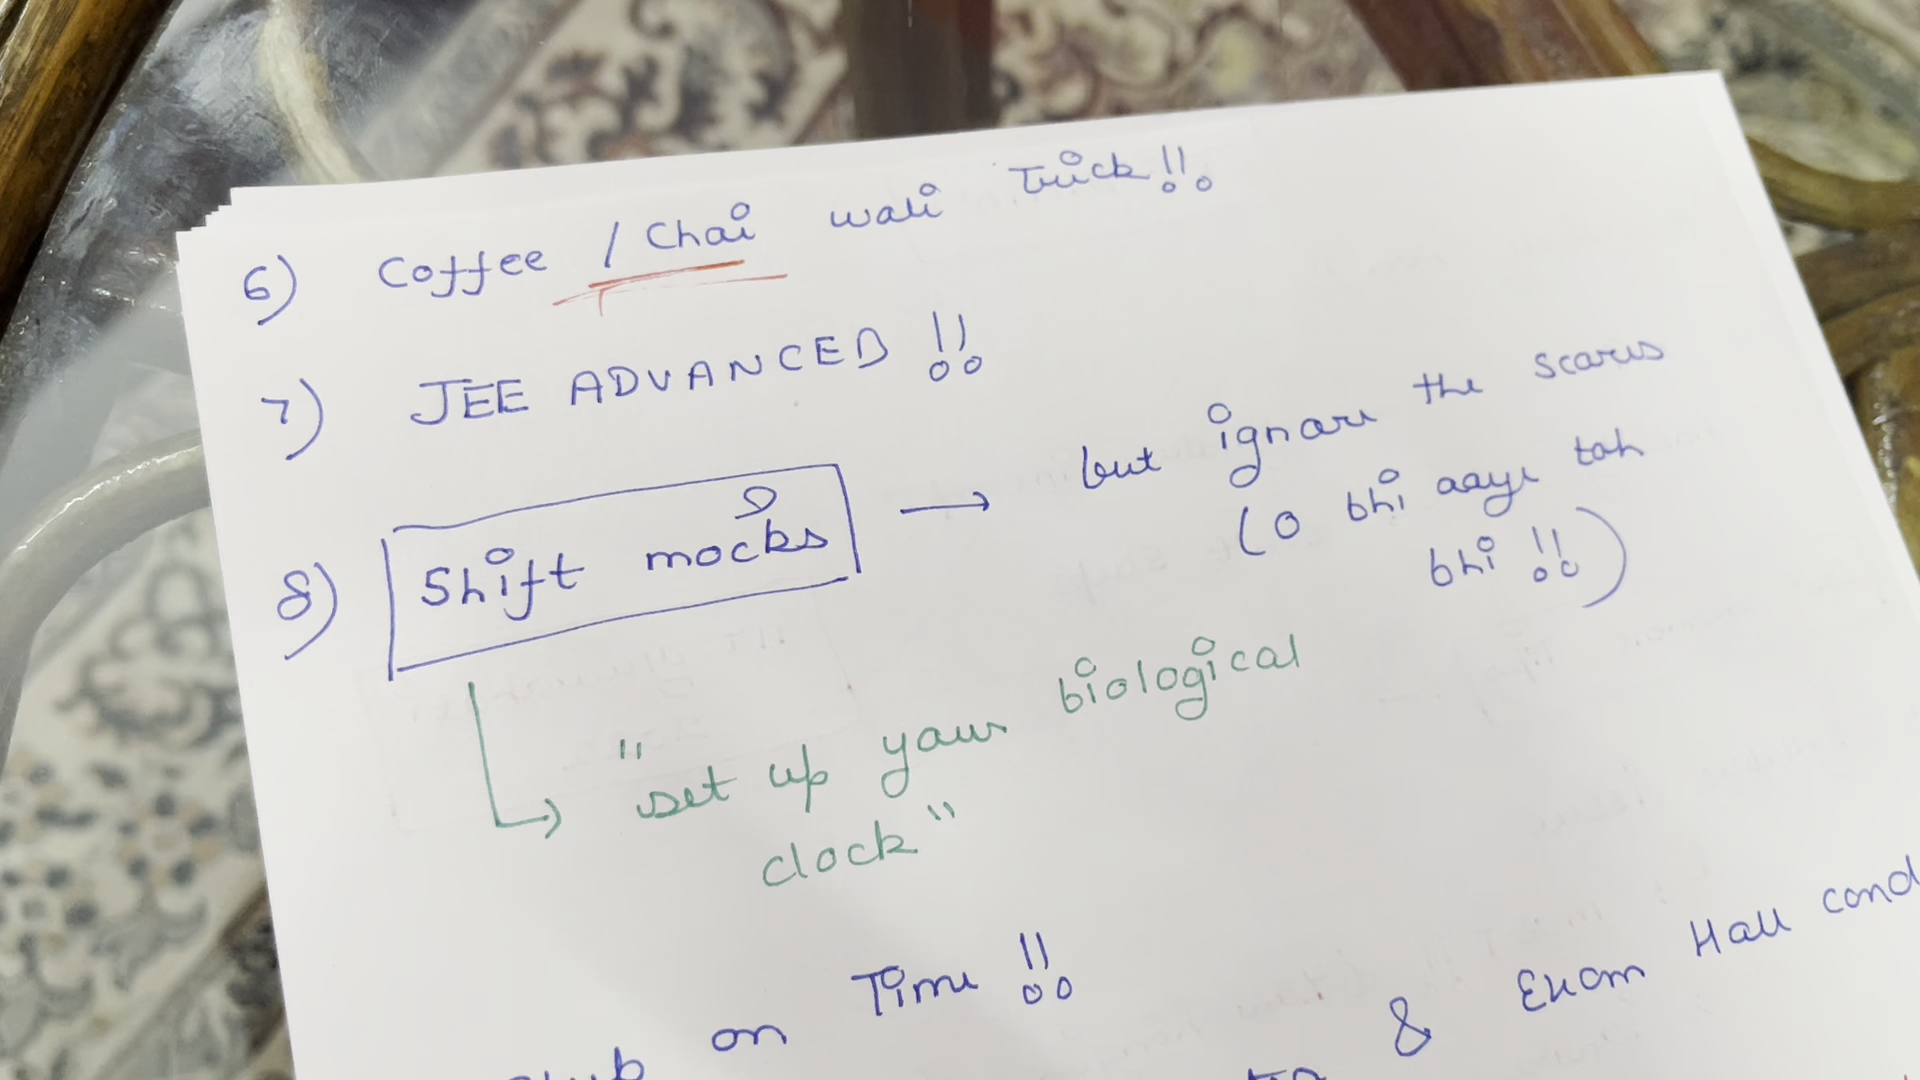 6) Coffee / Chai wali Trick!!
7) JEE ADVANCED !!
8) Shift mocks → but ignore the scores
(0 bhi aaye toh
bhi !!)
"set up your biological
clock"
on Time !!
& Exam Hall cond